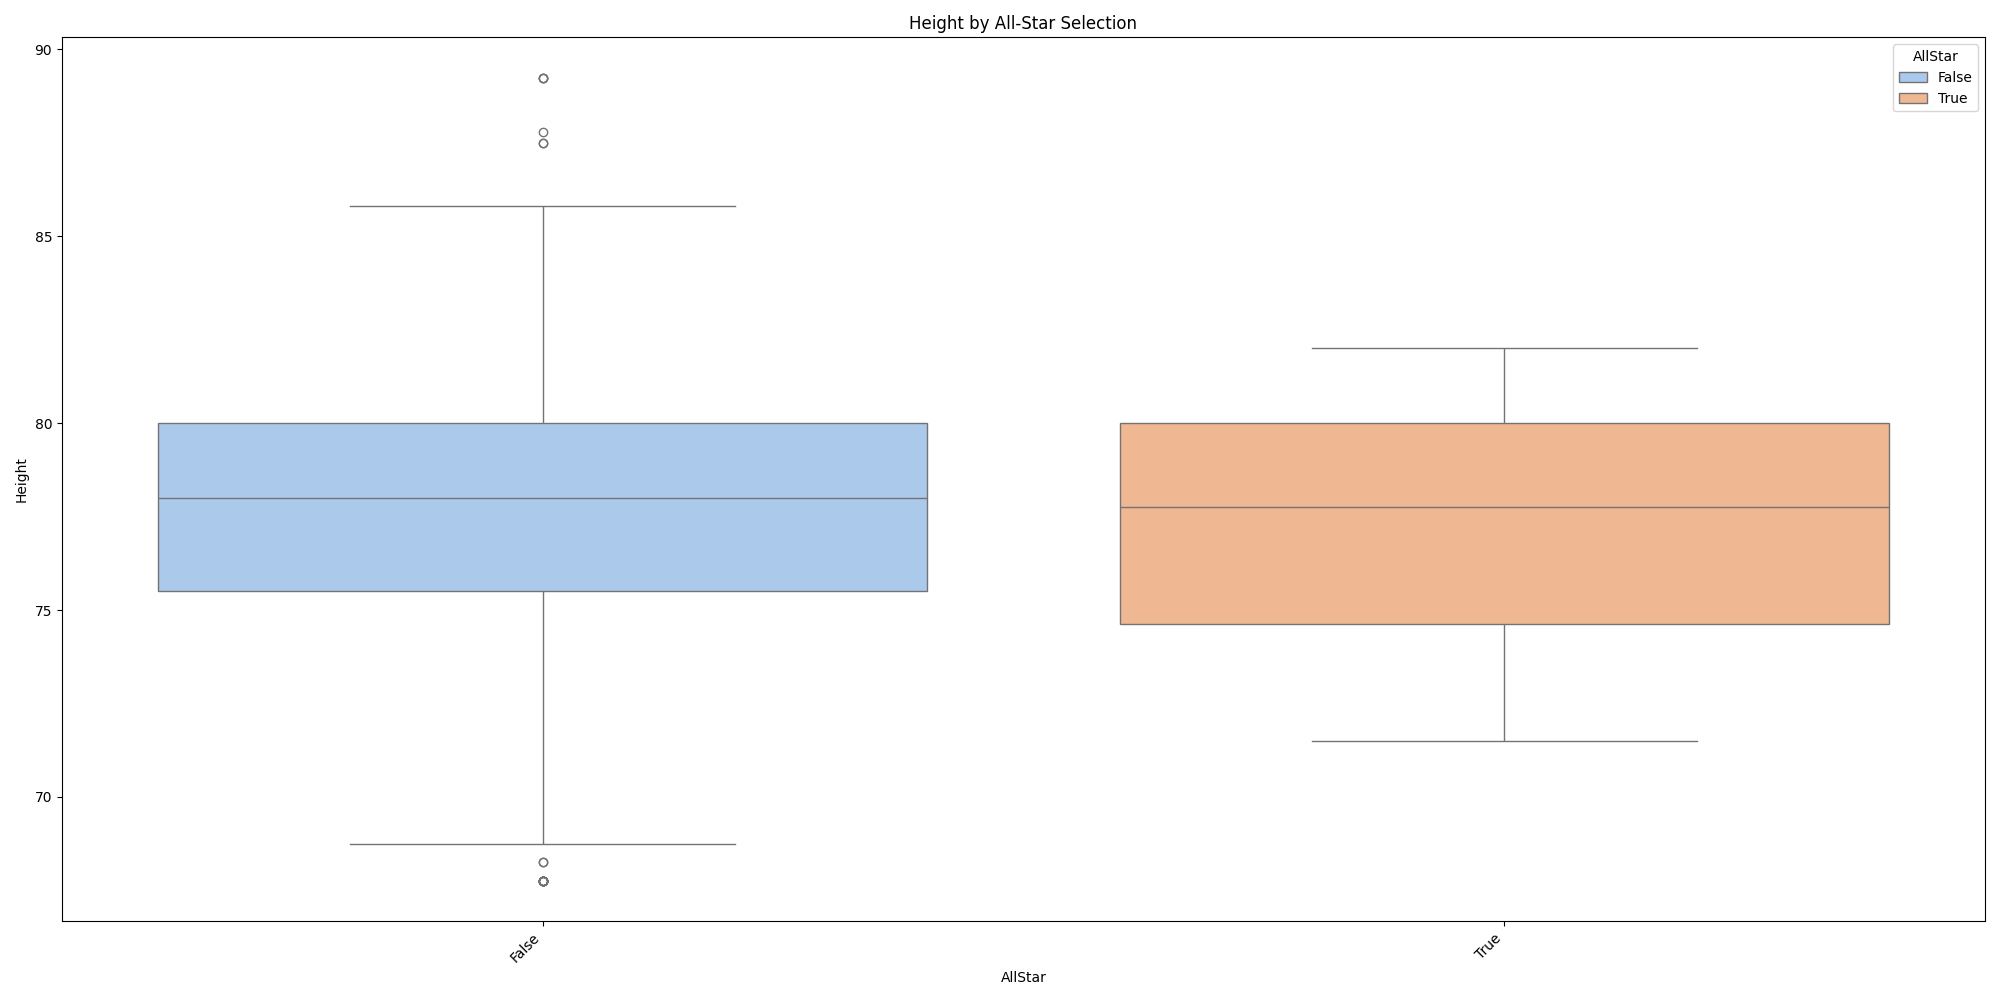 Height by All-Star Selection
90
85
80
75
70
Height
False
True
AllStar
AllStar
False
True